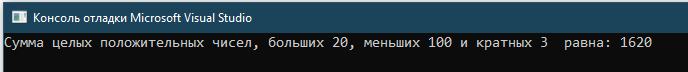 Консоль отладки Microsoft Visual Studio
Сумма целых положительных чисел, больших 20, меньших 100 и кратных 3  равна: 1620